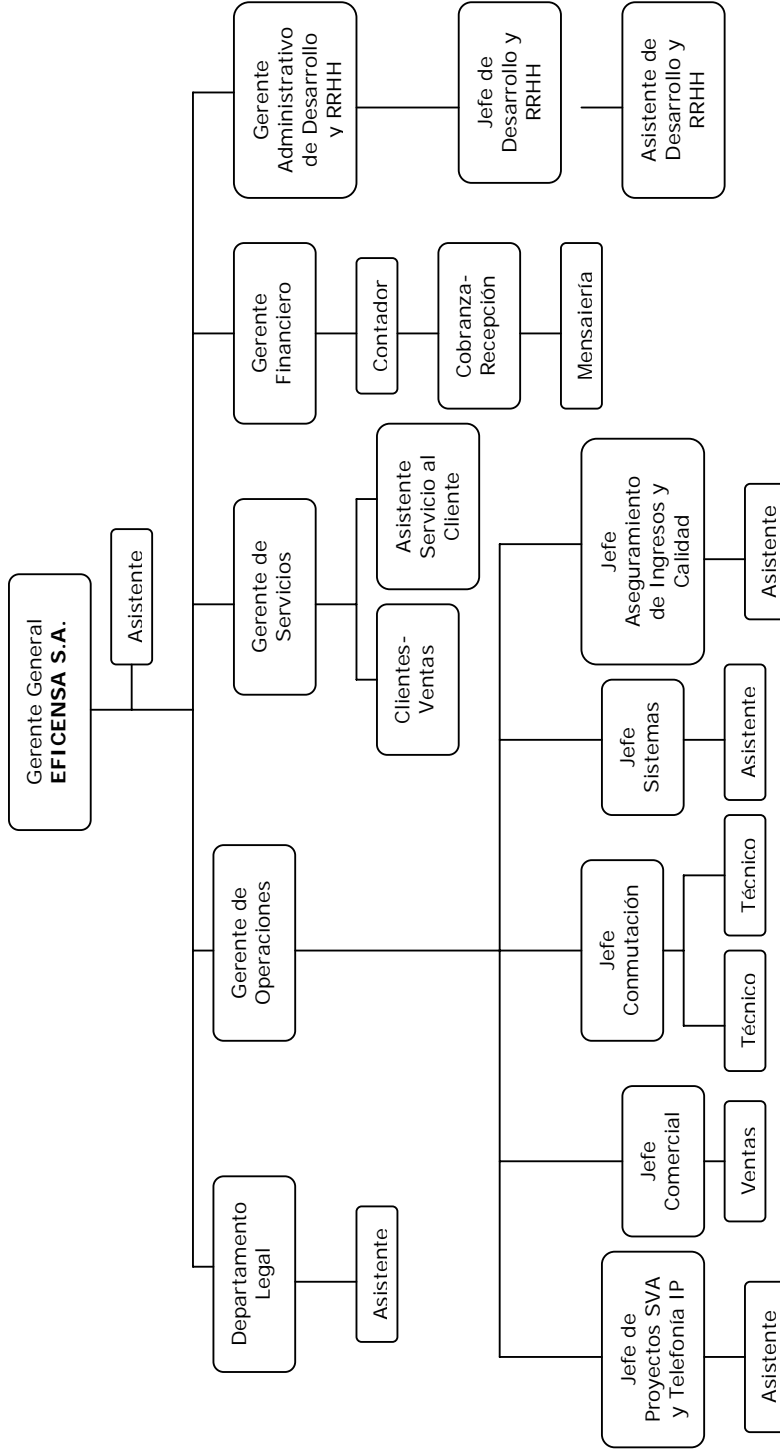 Gerente General
EFICENSA S.A.
Asistente
Departamento
Legal
Asistente
Gerente de
Operaciones
Gerente de
Servicios
Clientes-
Ventas
Asistente
Servicio al
Cliente
Gerente
Financiero
Contador
Cobranza-
Recepción
Mensaiería
Gerente
Administrativo
de Desarrollo
y RRHH
Jefe de
Desarrollo y
RRHH
Asistente de
Desarrollo y
RRHH
Jefe de
Proyectos SVA
y Telefonía IP
Asistente
Jefe
Comercial
Ventas
Jefe
Conmutación
Técnico
Técnico
Jefe
Sistemas
Asistente
Jefe
Aseguramiento
de Ingresos y
Calidad
Asistente